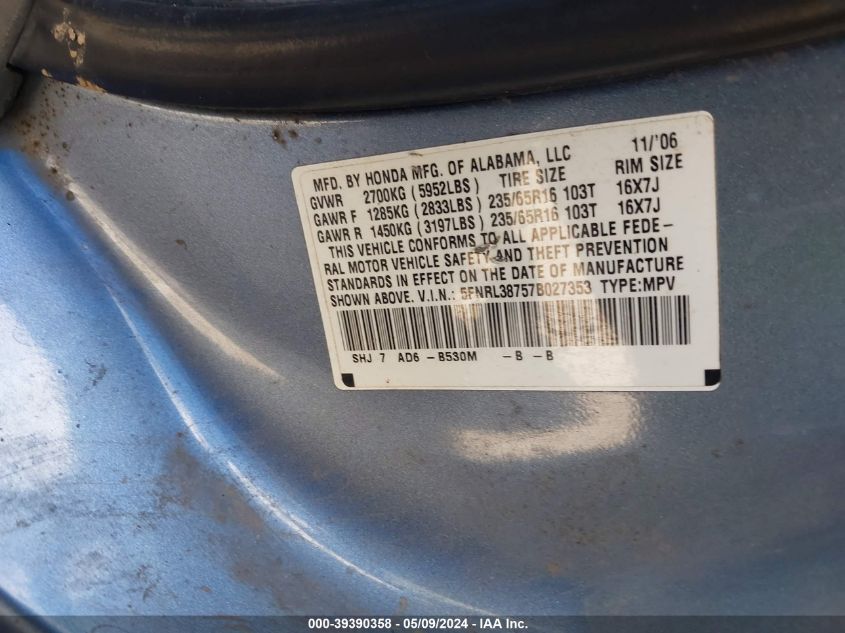 MFD. BY HONDA MFG. OF ALABAMA, LLC 11/'06
GVWR 2700KG (5952LBS) TIRE SIZE RIM SIZE
GAWR F 1285KG (2833LBS) 235/65R16 103T 16X7J
GAWR R 1450KG (3197LBS) 235/65R16 103T 16X7J
THIS VEHICLE CONFORMS TO ALL APPLICABLE FEDE-
RAL MOTOR VEHICLE SAFETY AND THEFT PREVENTION
STANDARDS IN EFFECT ON THE DATE OF MANUFACTURE
SHOWN ABOVE. V.I.N.: 5FNRL38757B027353 TYPE:MPV
SHJ 7 AD6 -B530M -B -B
000-39390358 - 05/09/2024 - IAA Inc.